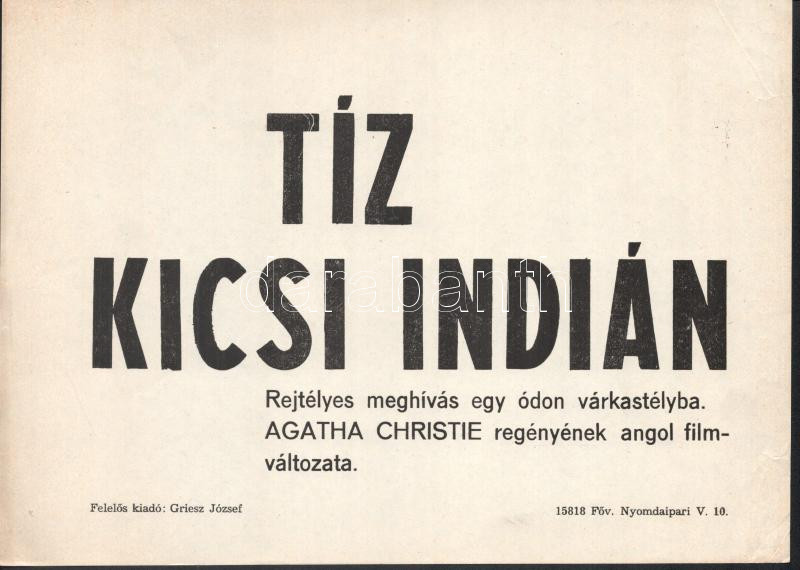 TÍZ
KICSI INDIÁN
darabanth
Rejtélyes meghívás egy ódon várkastélyba.
AGATHA CHRISTIE regényének angol film-
változata.
Felelős kiadó: Griesz József
15818 Főv. Nyomdaipari V. 10.